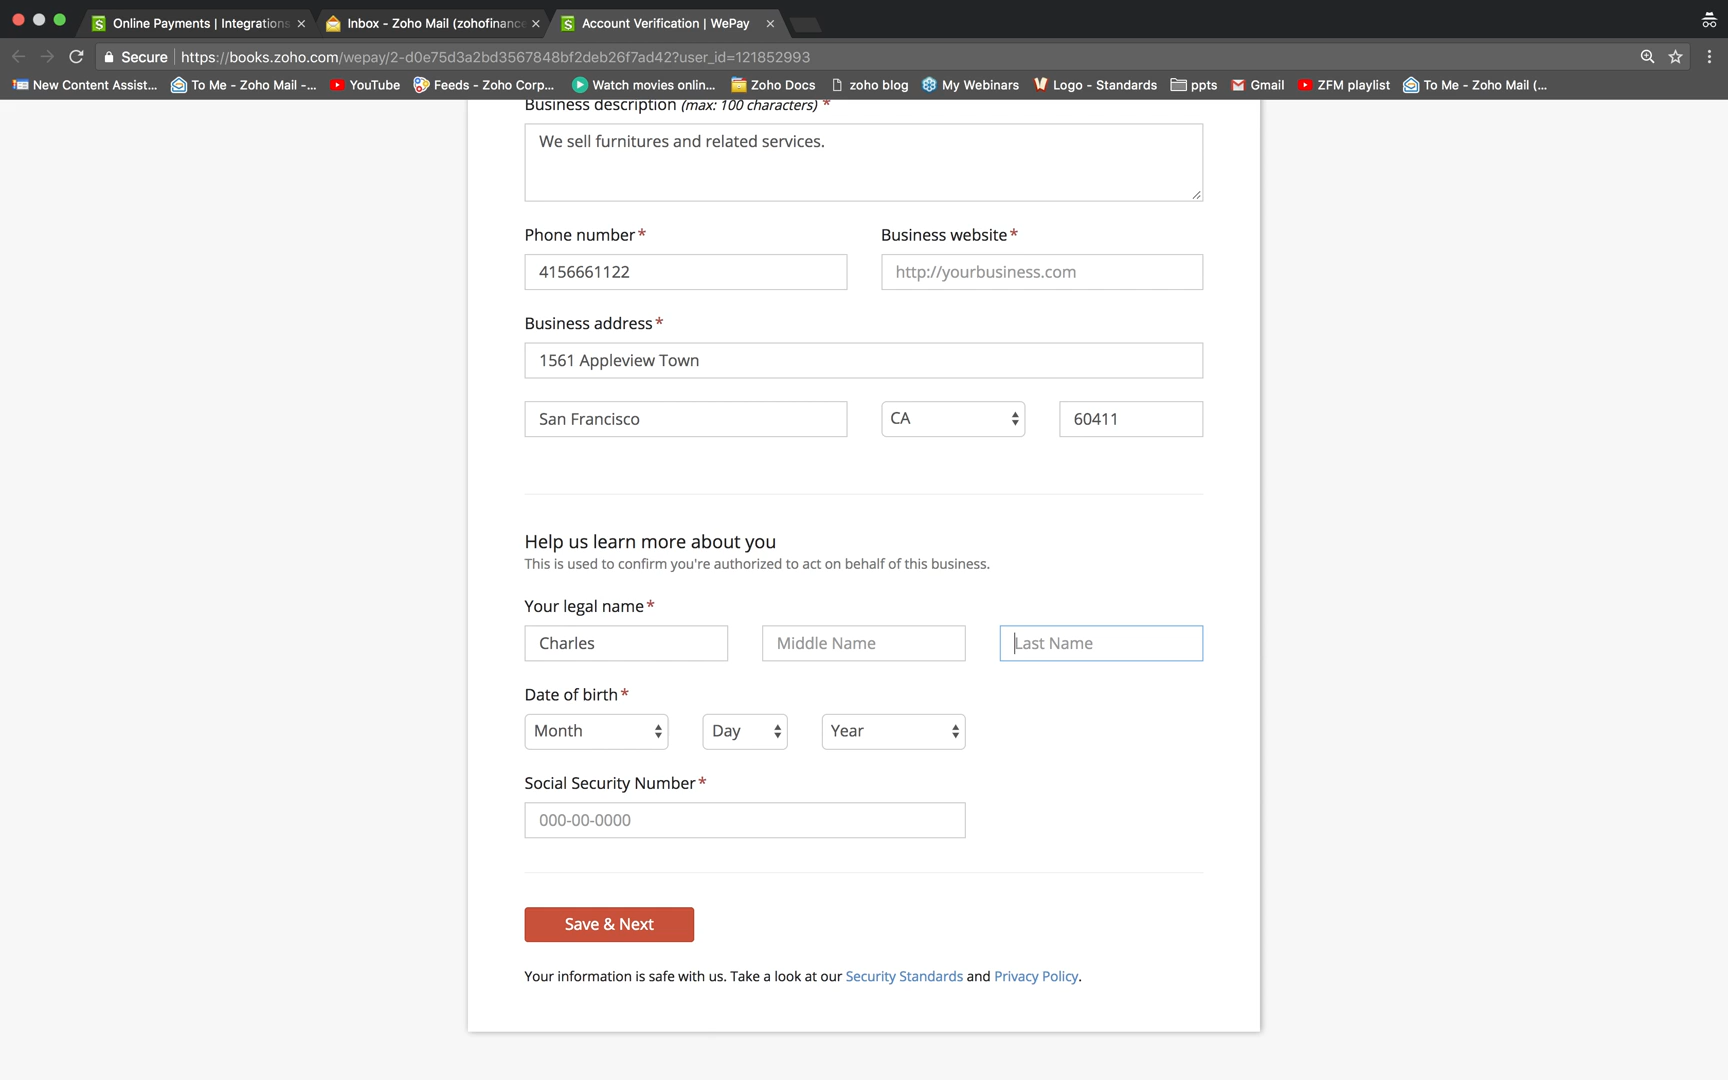 Online Payments | Integrations
Inbox - Zoho Mail (zohofinance
Account Verification | WePay
Secure
https://books.zoho.com/wepay/2-d0e75d3a2bd3567848bf2deb26f7ad42?user_id=121852993
New Content Assist...
To Me - Zoho Mail -...
YouTube
Feeds - Zoho Corp...
Watch movies onlin...
Zoho Docs
zoho blog
My Webinars
Logo - Standards
ppts
Gmail
ZFM playlist
To Me - Zoho Mail (...
Business description (max: 100 characters) *
We sell furnitures and related services.
Phone number*
Business website*
4156661122
http://yourbusiness.com
Business address*
1561 Appleview Town
San Francisco
CA
60411
Help us learn more about you
This is used to confirm you're authorized to act on behalf of this business.
Your legal name*
Charles
Middle Name
Last Name
Date of birth*
Month
Day
Year
Social Security Number*
000-00-0000
Save & Next
Your information is safe with us. Take a look at our Security Standards and Privacy Policy.